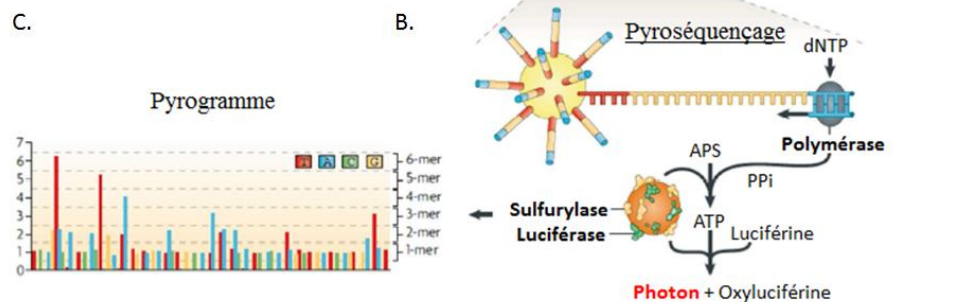 C.
Pyrogramme
7
6
5
4
3
2
1
0
T A C G
6-mer
5-mer
4-mer
3-mer
2-mer
1-mer
B.
Pyroséquençage
dNTP
Polymérase
APS
PPi
Sulfurylase
Luciférase
ATP
Luciférine
Photon + Oxyluciférine